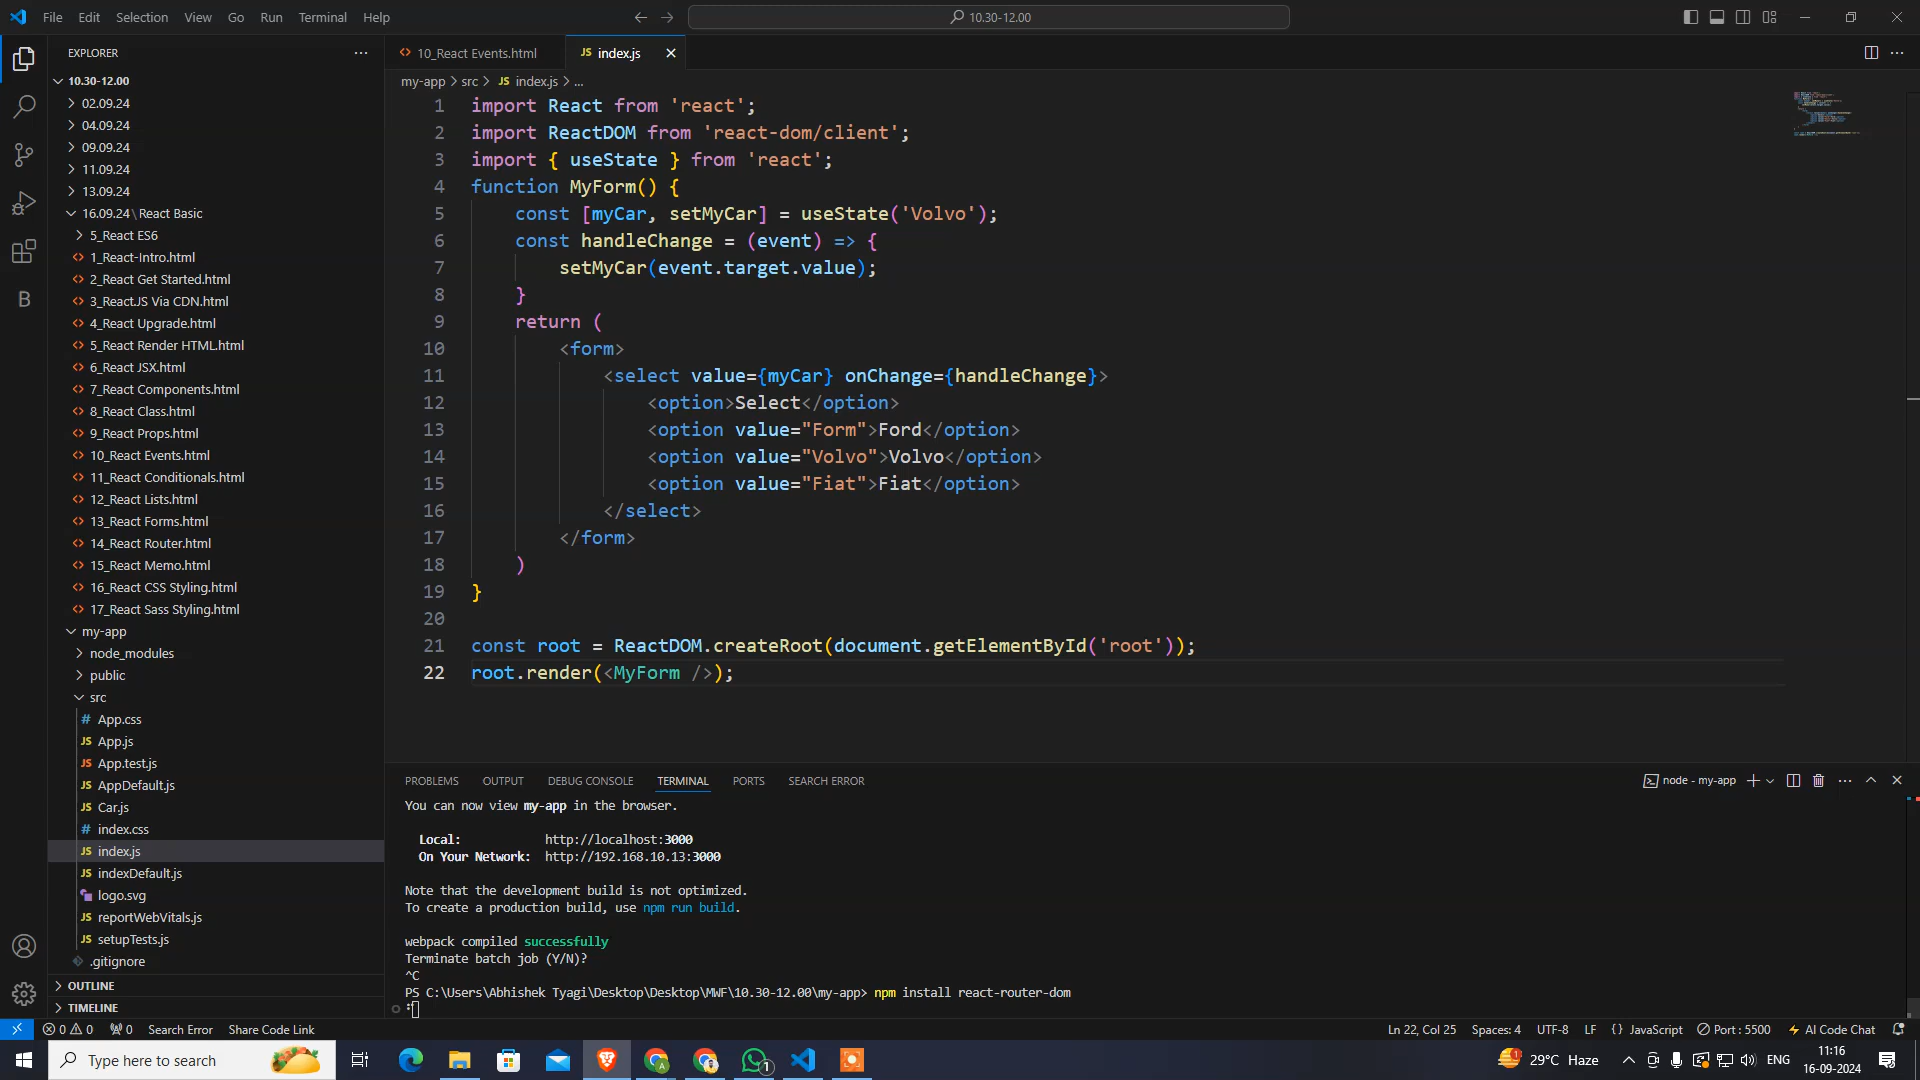 File Edit Selection View Go Run Terminal Help
10.30-12.00
EXPLORER
10.30-12.00
02.09.24
04.09.24
09.09.24
11.09.24
13.09.24
16.09.24\React Basic
5_React ES6
1_React-Intro.html
2_React Get Started.html
3_React.JS Via CDN.html
4_React Upgrade.html
5_React Render HTML.html
6_React JSX.html
7_React Components.html
8_React Class.html
9_React Props.html
10_React Events.html
11_React Conditionals.html
12_React Lists.html
13_React Forms.html
14_React Router.html
15_React Memo.html
16_React CSS Styling.html
17_React Sass Styling.html
my-app
node_modules
public
src
# App.css
JS App.js
JS App.test.js
JS AppDefault.js
JS Car.js
# index.css
JS index.js
JS indexDefault.js
logo.svg
JS reportWebVitals.js
JS setupTests.js
.gitignore
OUTLINE
TIMELINE
B
10_React Events.html
JS index.js
my-app > src > JS index.js > ...
1 import React from 'react';
2 import ReactDOM from 'react-dom/client';
3 import { useState } from 'react';
4 function MyForm() {
5 const [myCar, setMyCar] = useState('Volvo');
6 const handleChange = (event) => {
7 setMyCar(event.target.value);
8 }
9 return (
10 <form>
11 <select value={myCar} onChange={handleChange}>
12 <option>Select</option>
13 <option value="Form">Ford</option>
14 <option value="Volvo">Volvo</option>
15 <option value="Fiat">Fiat</option>
16 </select>
17 </form>
18 )
19 }
20
21 const root = ReactDOM.createRoot(document.getElementById('root'));
22 root.render(<MyForm />);
PROBLEMS OUTPUT DEBUG CONSOLE TERMINAL PORTS SEARCH ERROR
node - my-app
You can now view my-app in the browser.
Local: http://localhost:3000
On Your Network: http://192.168.10.13:3000
Note that the development build is not optimized.
To create a production build, use npm run build.
webpack compiled successfully
Terminate batch job (Y/N)?
^C
PS C:\Users\Abhishek Tyagi\Desktop\Desktop\MWF\10.30-12.00\my-app> npm install react-router-dom
0 0 0 Search Error Share Code Link
Ln 22, Col 25 Spaces: 4 UTF-8 LF {} JavaScript Port : 5500 AI Code Chat
Type here to search
29°C Haze
ENG
11:16
16-09-2024